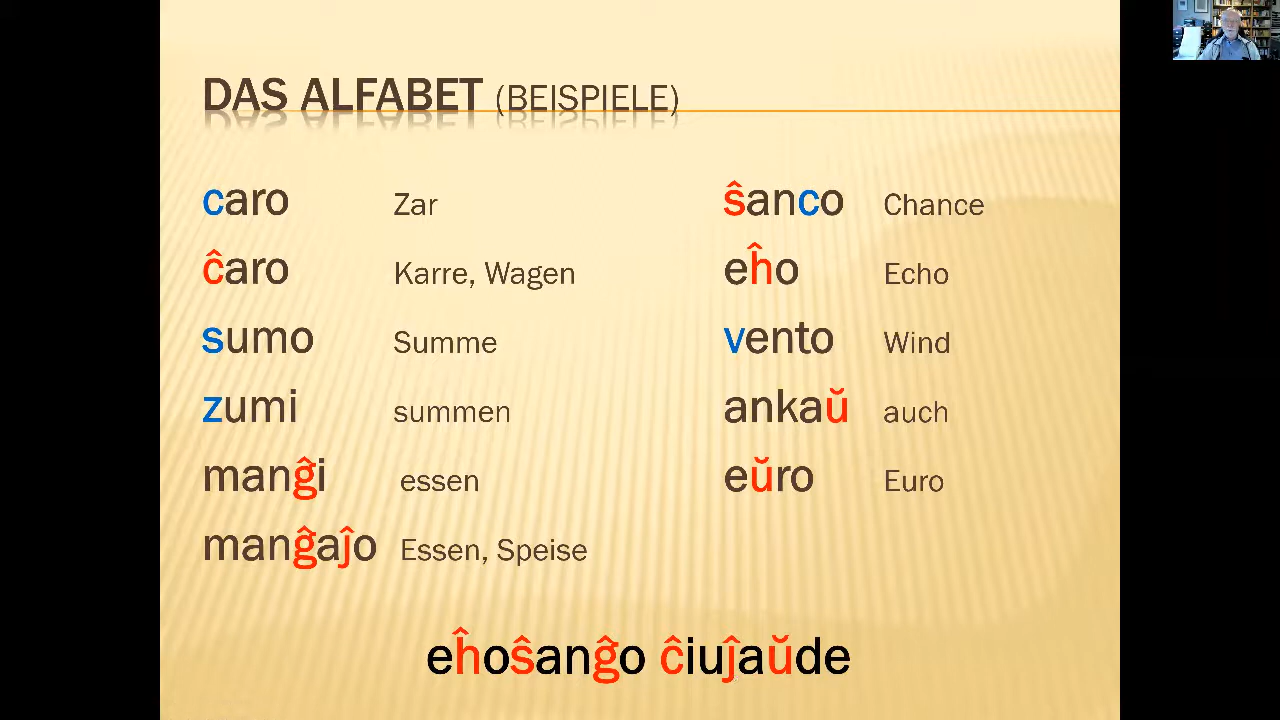 DAS ALFABET (BEISPIELE)
caro Zar
ĉaro Karre, Wagen
sumo Summe
zumi summen
manĝi essen
manĝaĵo Essen, Speise
ŝanco Chance
eĥo Echo
vento Wind
ankaŭ auch
eŭro Euro
eĥoŝanĝo ĉiuĵaŭde